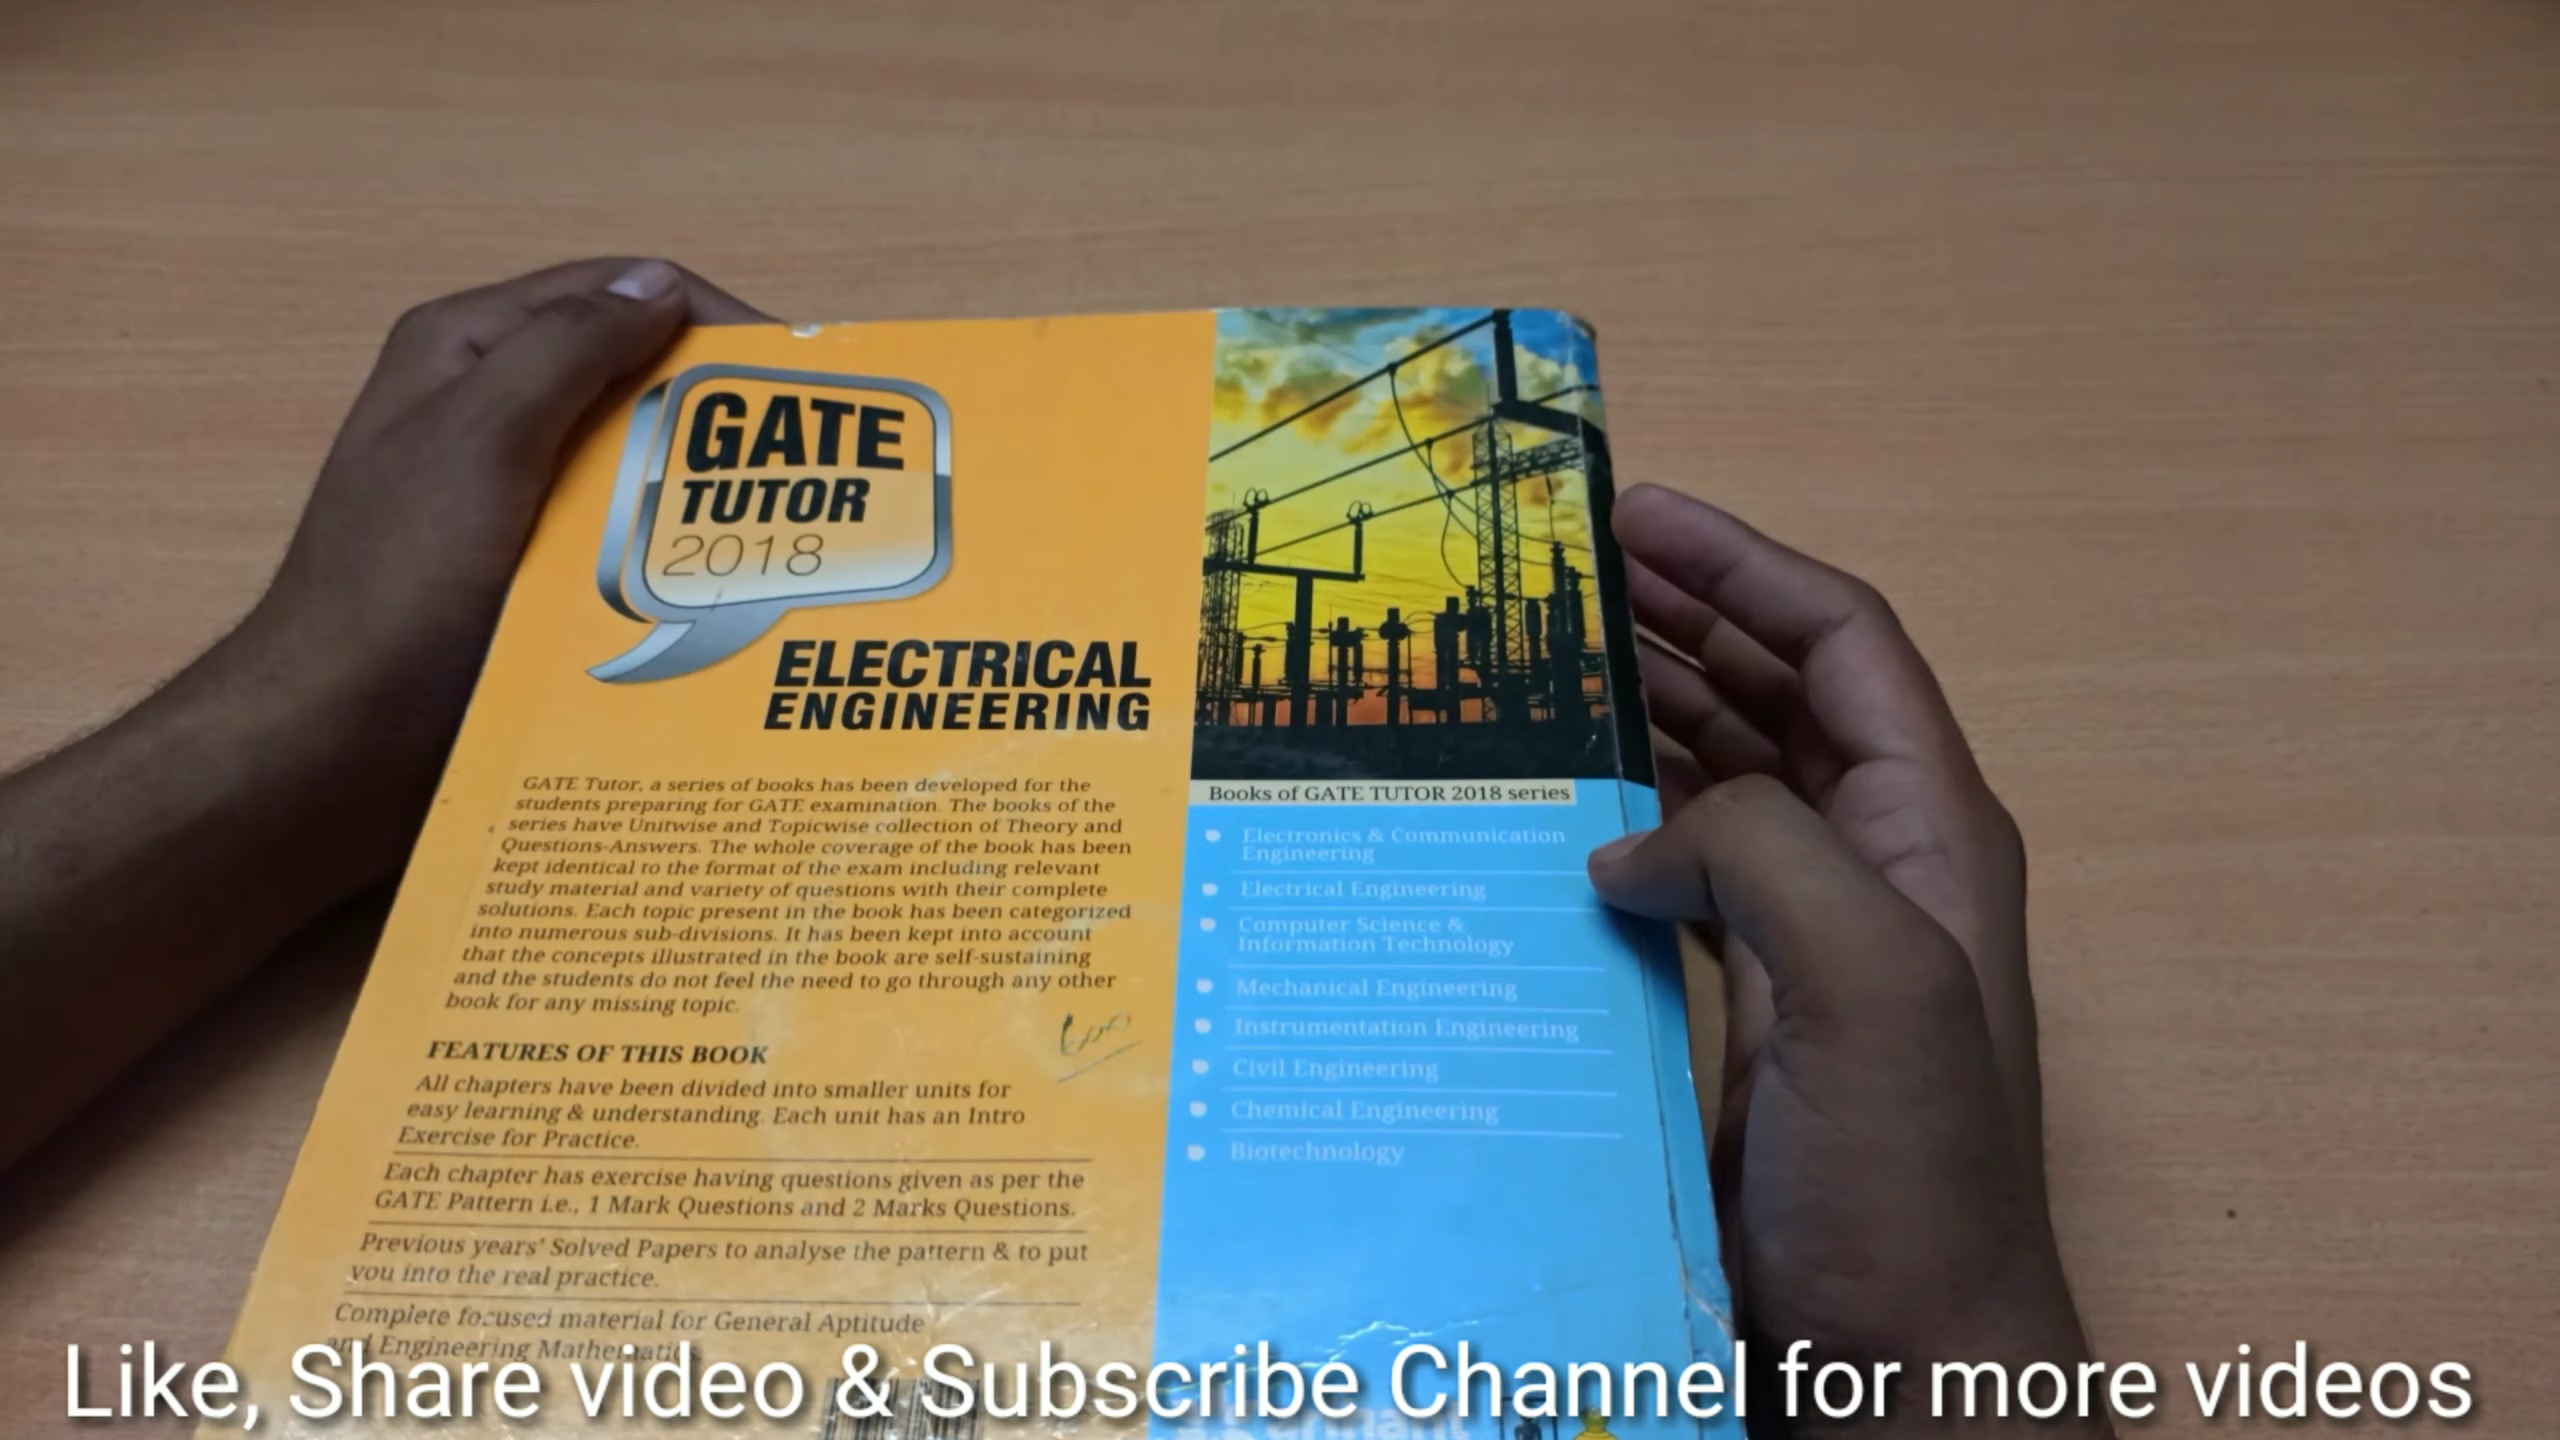 GATE
TUTOR
2018
ELECTRICAL
ENGINEERING
GATE Tutor, a series of books has been developed for the
students preparing for GATE examination. The books of the
series have Unitwise and Topicwise collection of Theory and
Questions-Answers. The whole coverage of the book has been
kept identical to the format of the exam including relevant
study material and variety of questions with their complete
solutions. Each topic present in the book has been categorized
into numerous sub-divisions. It has been kept into account
that the concepts illustrated in the book are self-sustaining
and the students do not feel the need to go through any other
book for any missing topic.
600
FEATURES OF THIS BOOK
All chapters have been divided into smaller units for
easy learning & understanding. Each unit has an Intro
Exercise for Practice.
Each chapter has exercise having questions given as per the
GATE Pattern i.e., 1 Mark Questions and 2 Marks Questions.
Previous years' Solved Papers to analyse the pattern & to put
you into the real practice.
Complete focused material for General Aptitude
and Engineering Mathematics.
Books of GATE TUTOR 2018 series
Electronics & Communication
Engineering
Electrical Engineering
Computer Science &
Information Technology
Mechanical Engineering
Instrumentation Engineering
Civil Engineering
Chemical Engineering
Biotechnology
Like, Share video & Subscribe Channel for more videos